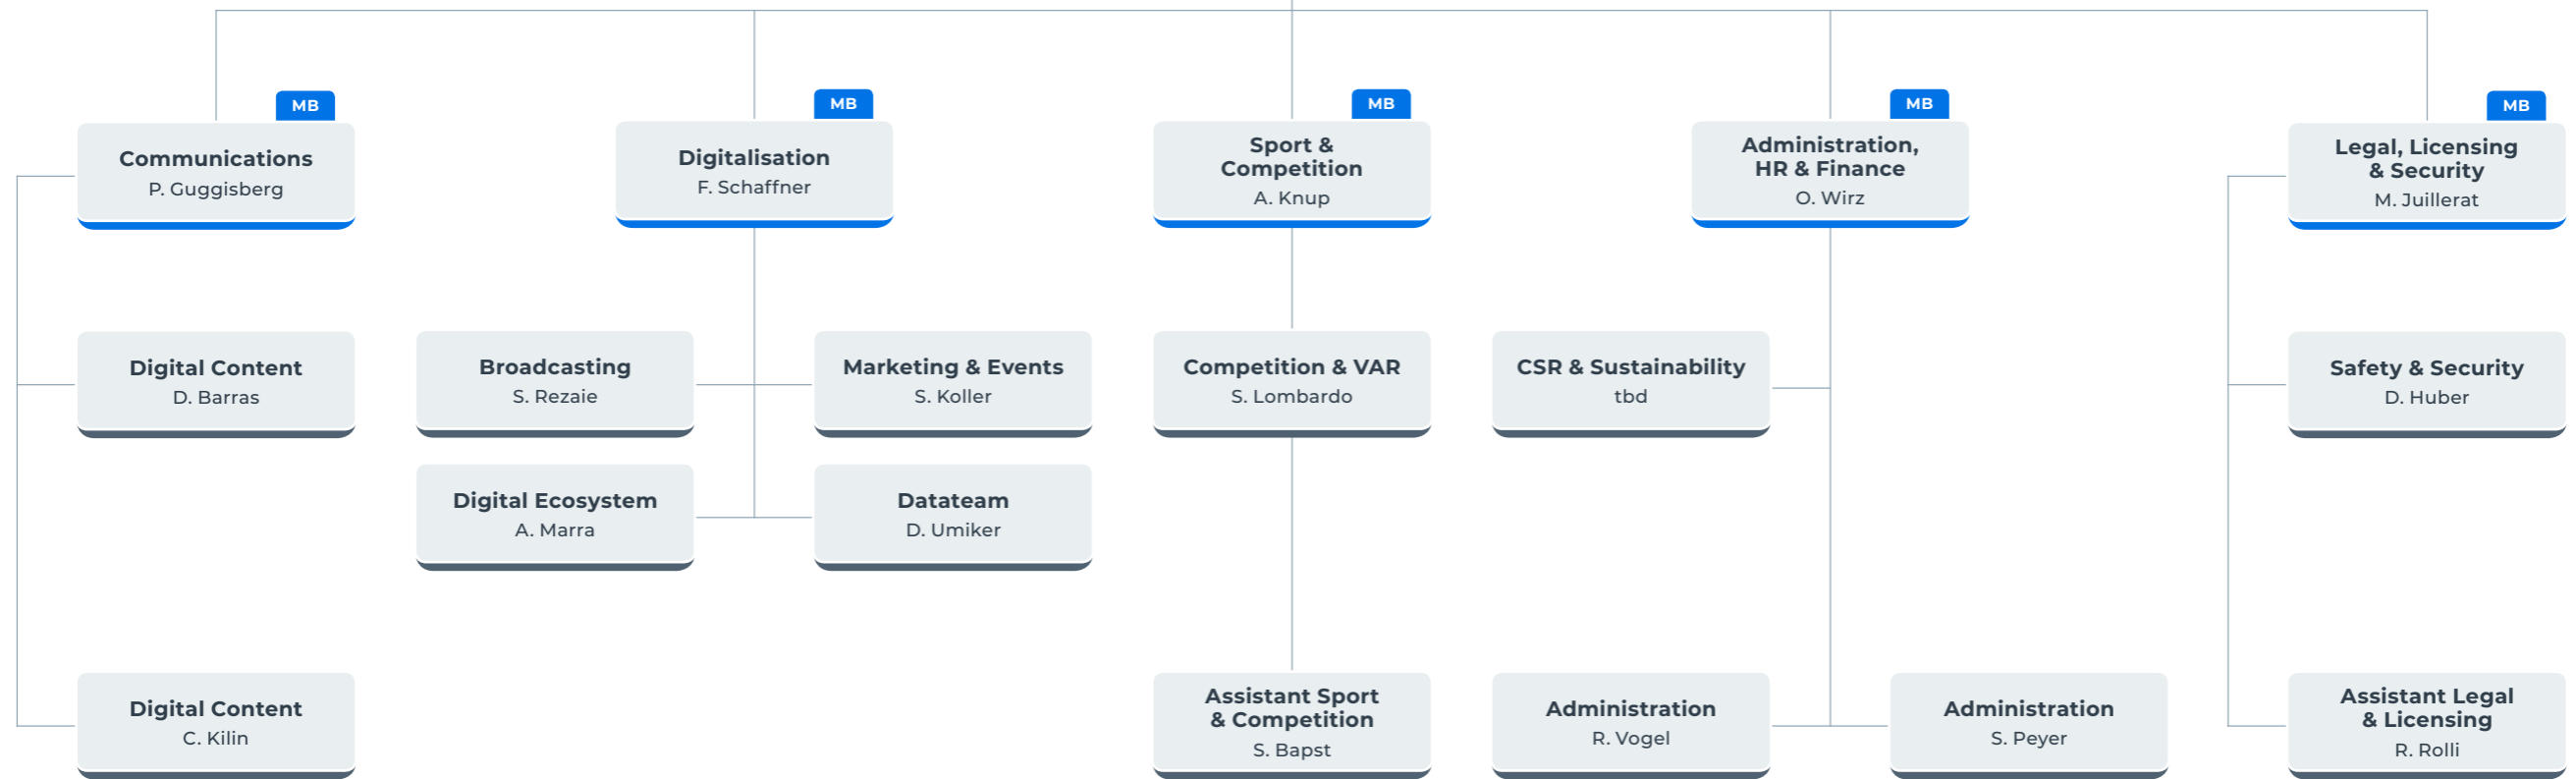 MB
Communications
P. Guggisberg
MB
Digitalisation
F. Schaffner
MB
Sport &
Competition
A. Knup
MB
Administration,
HR & Finance
O. Wirz
MB
Legal, Licensing
& Security
M. Juillerat
Digital Content
D. Barras
Broadcasting
S. Rezaie
Marketing & Events
S. Koller
Competition & VAR
S. Lombardo
CSR & Sustainability
tbd
Safety & Security
D. Huber
Digital Ecosystem
A. Marra
Datateam
D. Umiker
Digital Content
C. Kilin
Assistant Sport
& Competition
S. Bapst
Administration
R. Vogel
Administration
S. Peyer
Assistant Legal
& Licensing
R. Rolli